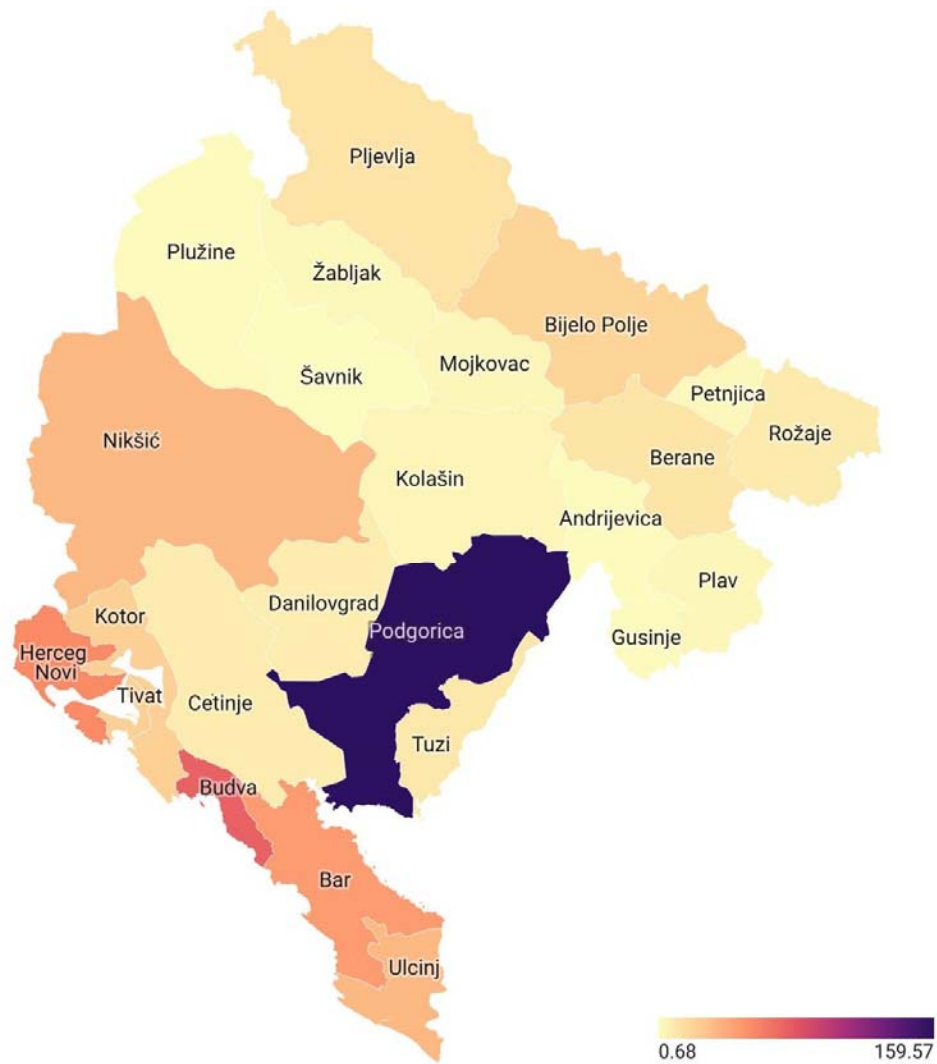 Pljevlja
Plužine
Žabljak
Bijelo Polje
Mojkovac
Šavnik
Petnjica
Nikšić
Rožaje
Berane
Kolašin
Andrijevica
Plav
Danilovgrad
Kotor
Podgorica
Gusinje
Herceg
Novi
Tivat
Cetinje
Tuzi
Budva
Bar
Ulcinj
0.68 159.57